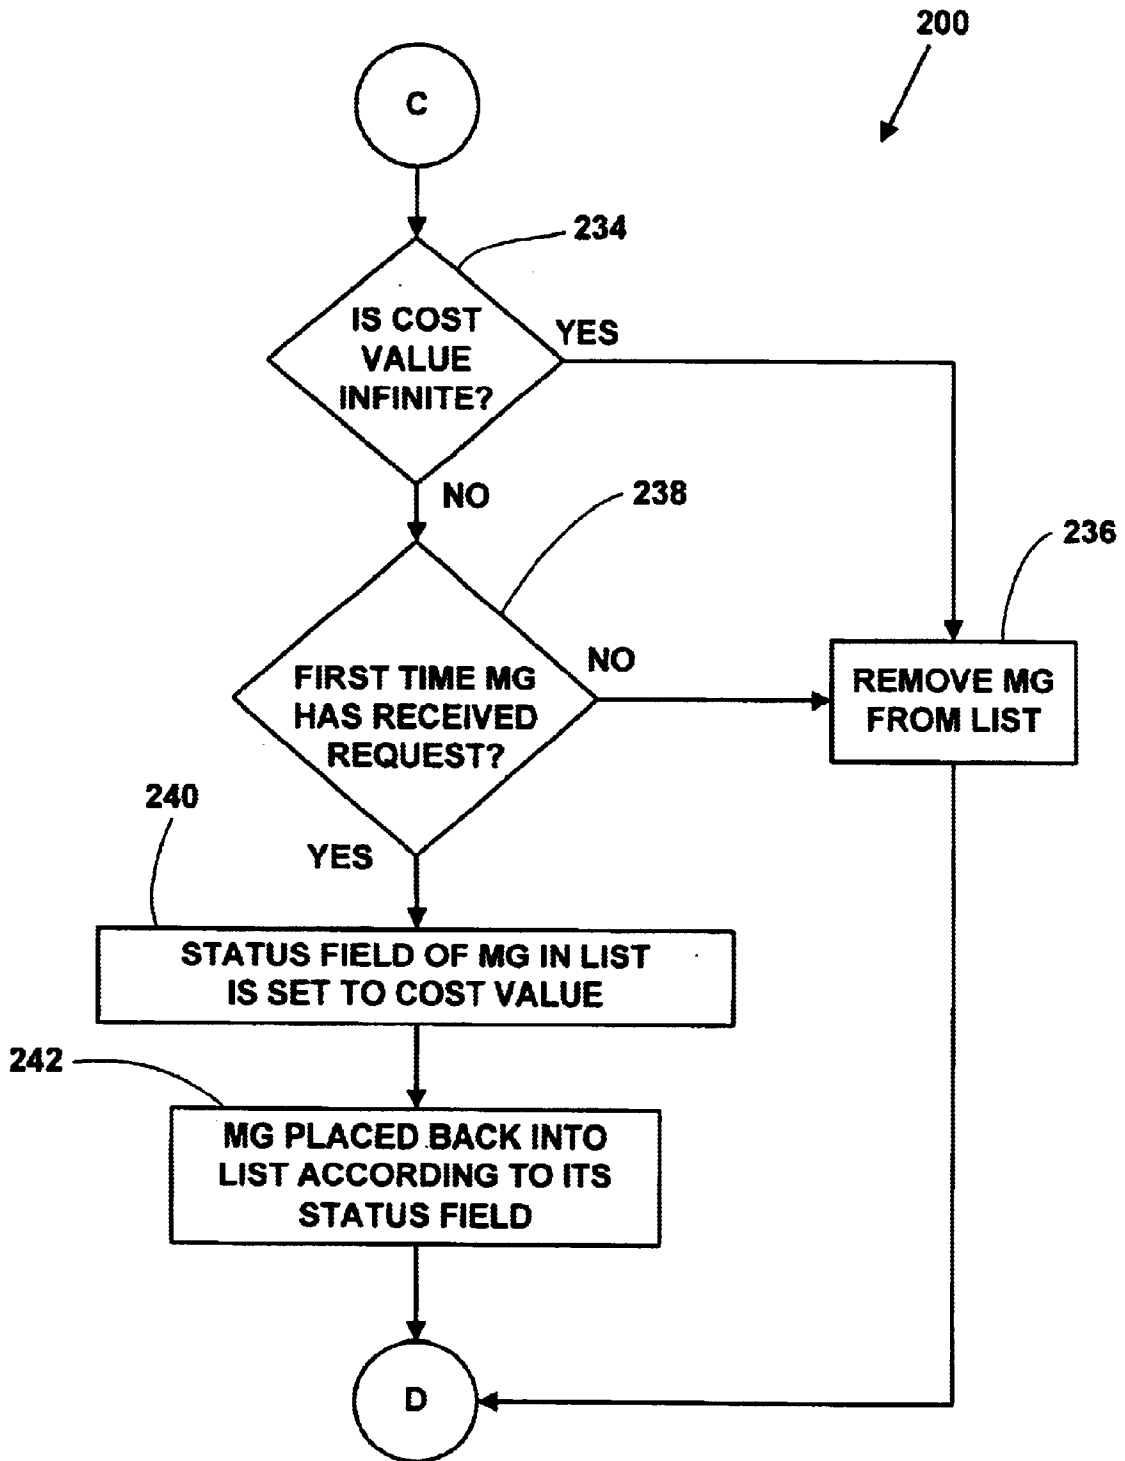 200
C
234
IS COST
VALUE
INFINITE?
YES
NO
238
236
FIRST TIME MG
HAS RECEIVED
REQUEST?
NO
REMOVE MG
FROM LIST
240
YES
STATUS FIELD OF MG IN LIST
IS SET TO COST VALUE
242
MG PLACED BACK INTO
LIST ACCORDING TO ITS
STATUS FIELD
D